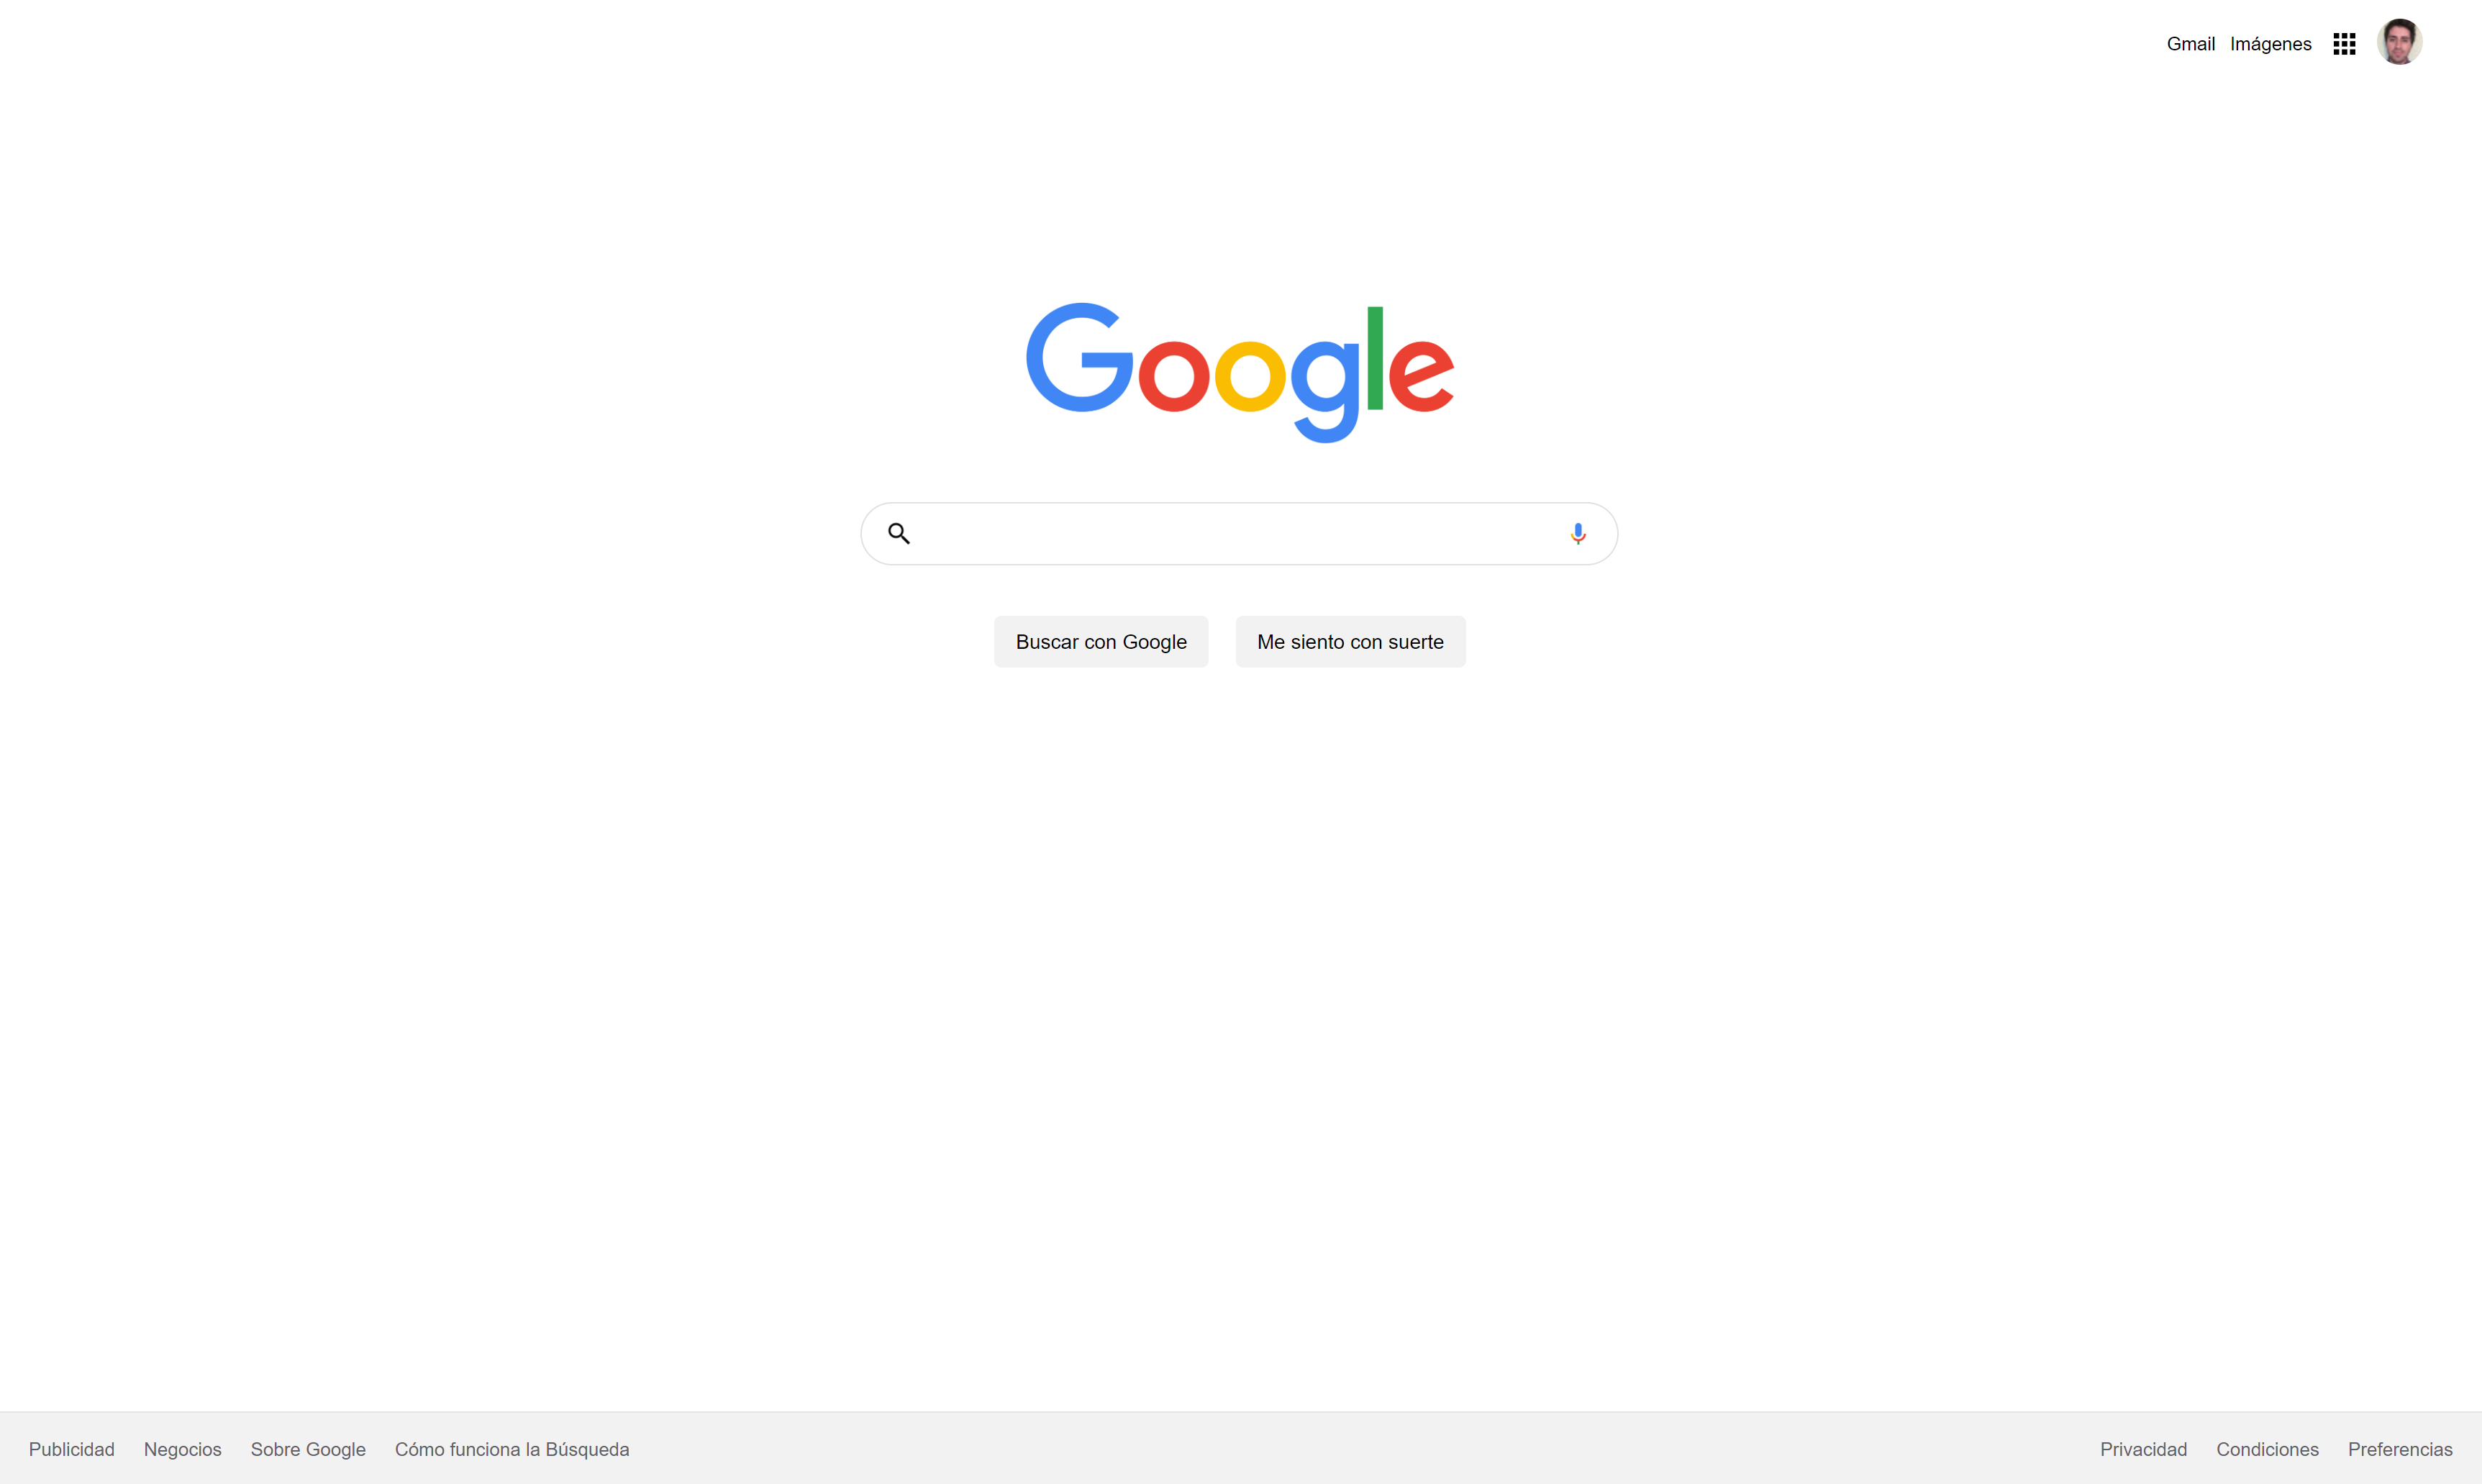 Gmail Imágenes
Google
Buscar con Google Me siento con suerte
Publicidad Negocios Sobre Google Cómo funciona la Búsqueda Privacidad Condiciones Preferencias